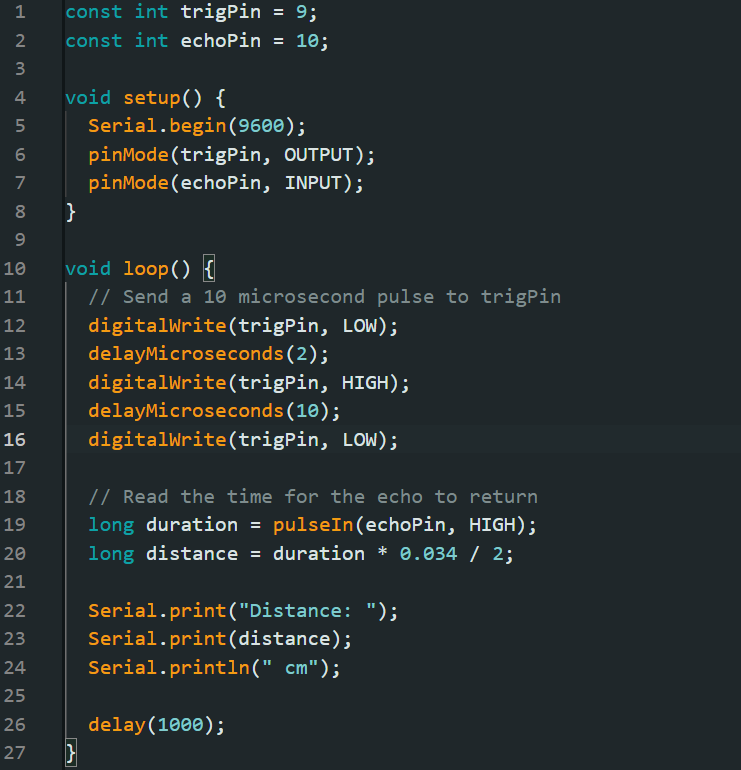 1 const int trigPin = 9;
2 const int echoPin = 10;
3
4 void setup() {
5   Serial.begin(9600);
6   pinMode(trigPin, OUTPUT);
7   pinMode(echoPin, INPUT);
8 }
9
10 void loop() {
11   // Send a 10 microsecond pulse to trigPin
12   digitalWrite(trigPin, LOW);
13   delayMicroseconds(2);
14   digitalWrite(trigPin, HIGH);
15   delayMicroseconds(10);
16   digitalWrite(trigPin, LOW);
17
18   // Read the time for the echo to return
19   long duration = pulseIn(echoPin, HIGH);
20   long distance = duration * 0.034 / 2;
21
22   Serial.print("Distance: ");
23   Serial.print(distance);
24   Serial.println(" cm");
25
26   delay(1000);
27 }